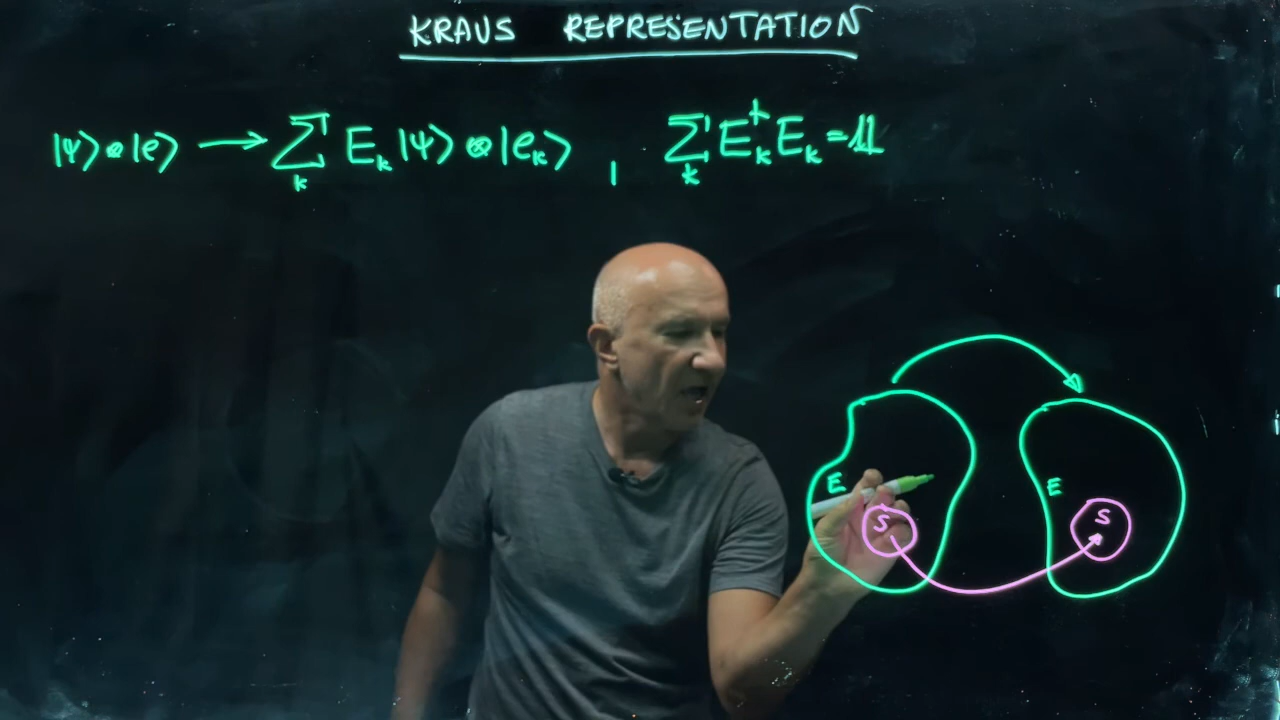 KRAUS REPRESENTATION
|ψ⟩⊗|e⟩ ⟶ ∑ₖ Eₖ|ψ⟩⊗|eₖ⟩ , ∑ₖ Eₖ†Eₖ = 𝟙
E
E
S
S